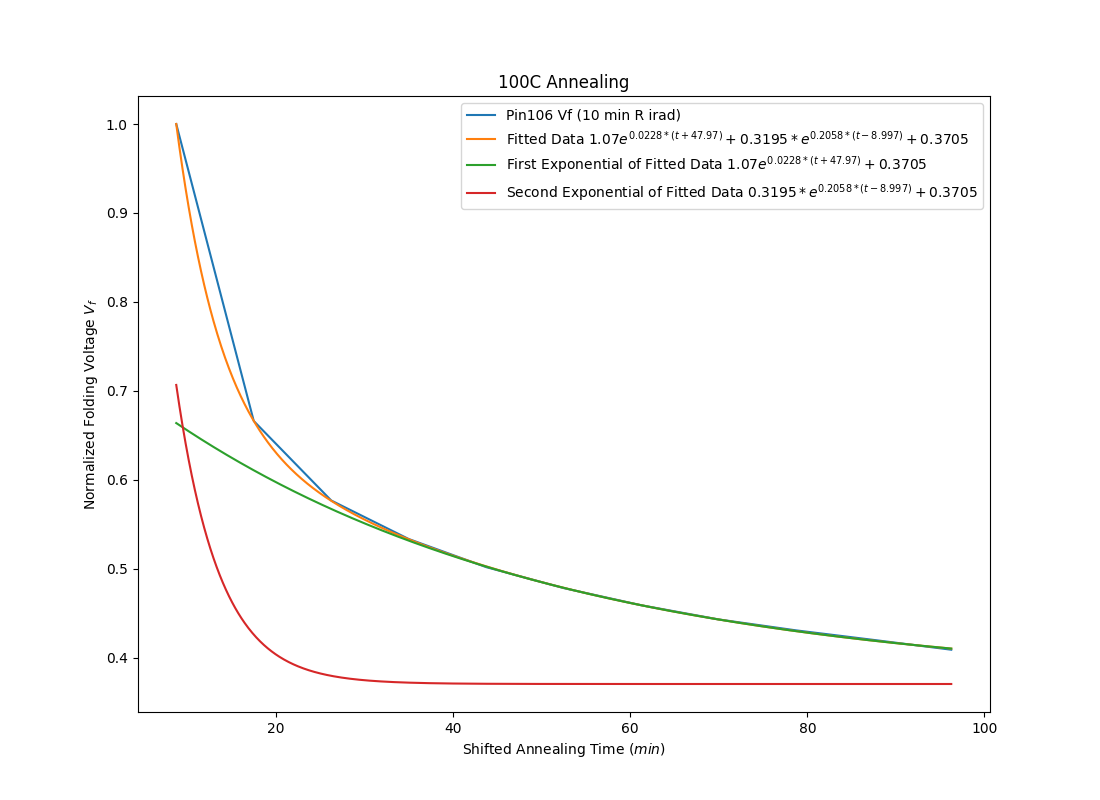 100C Annealing
Pin106 Vf (10 min R irad)
Fitted Data 1.07e^{0.0228*(t+47.97)} + 0.3195 * e^{0.2058*(t−8.997)} + 0.3705
First Exponential of Fitted Data 1.07e^{0.0228*(t+47.97)} + 0.3705
Second Exponential of Fitted Data 0.3195 * e^{0.2058*(t−8.997)} + 0.3705
Normalized Folding Voltage V_f
1.0
0.9
0.8
0.7
0.6
0.5
0.4
20 40 60 80 100
Shifted Annealing Time (min)